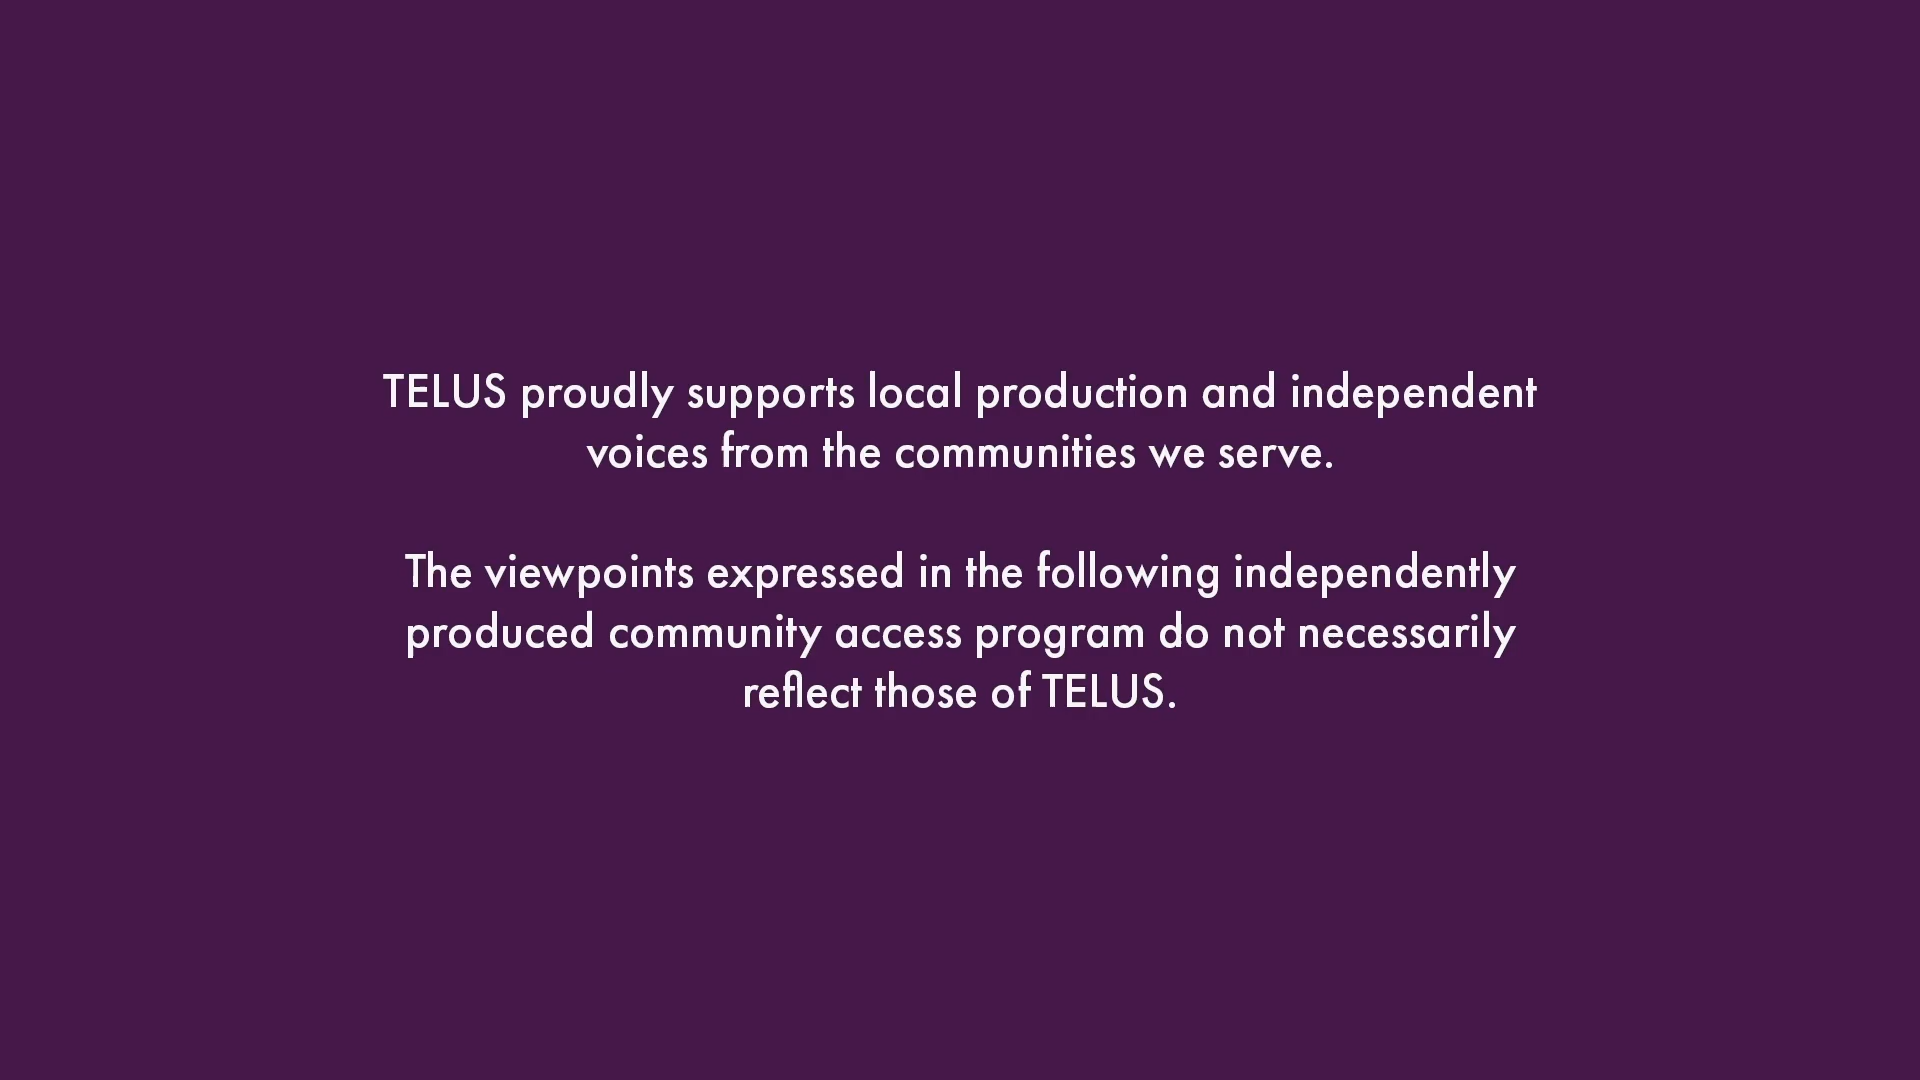 TELUS proudly supports local production and independent
voices from the communities we serve.
The viewpoints expressed in the following independently
produced community access program do not necessarily
reflect those of TELUS.